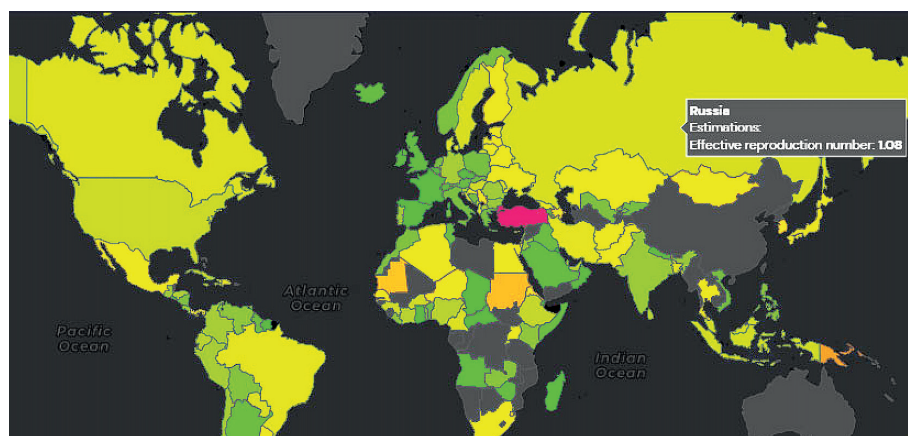 Russia
Estimations:
Effective reproduction number: 1.08
Atlantic
Ocean
Pacific
Ocean
Indian
Ocean